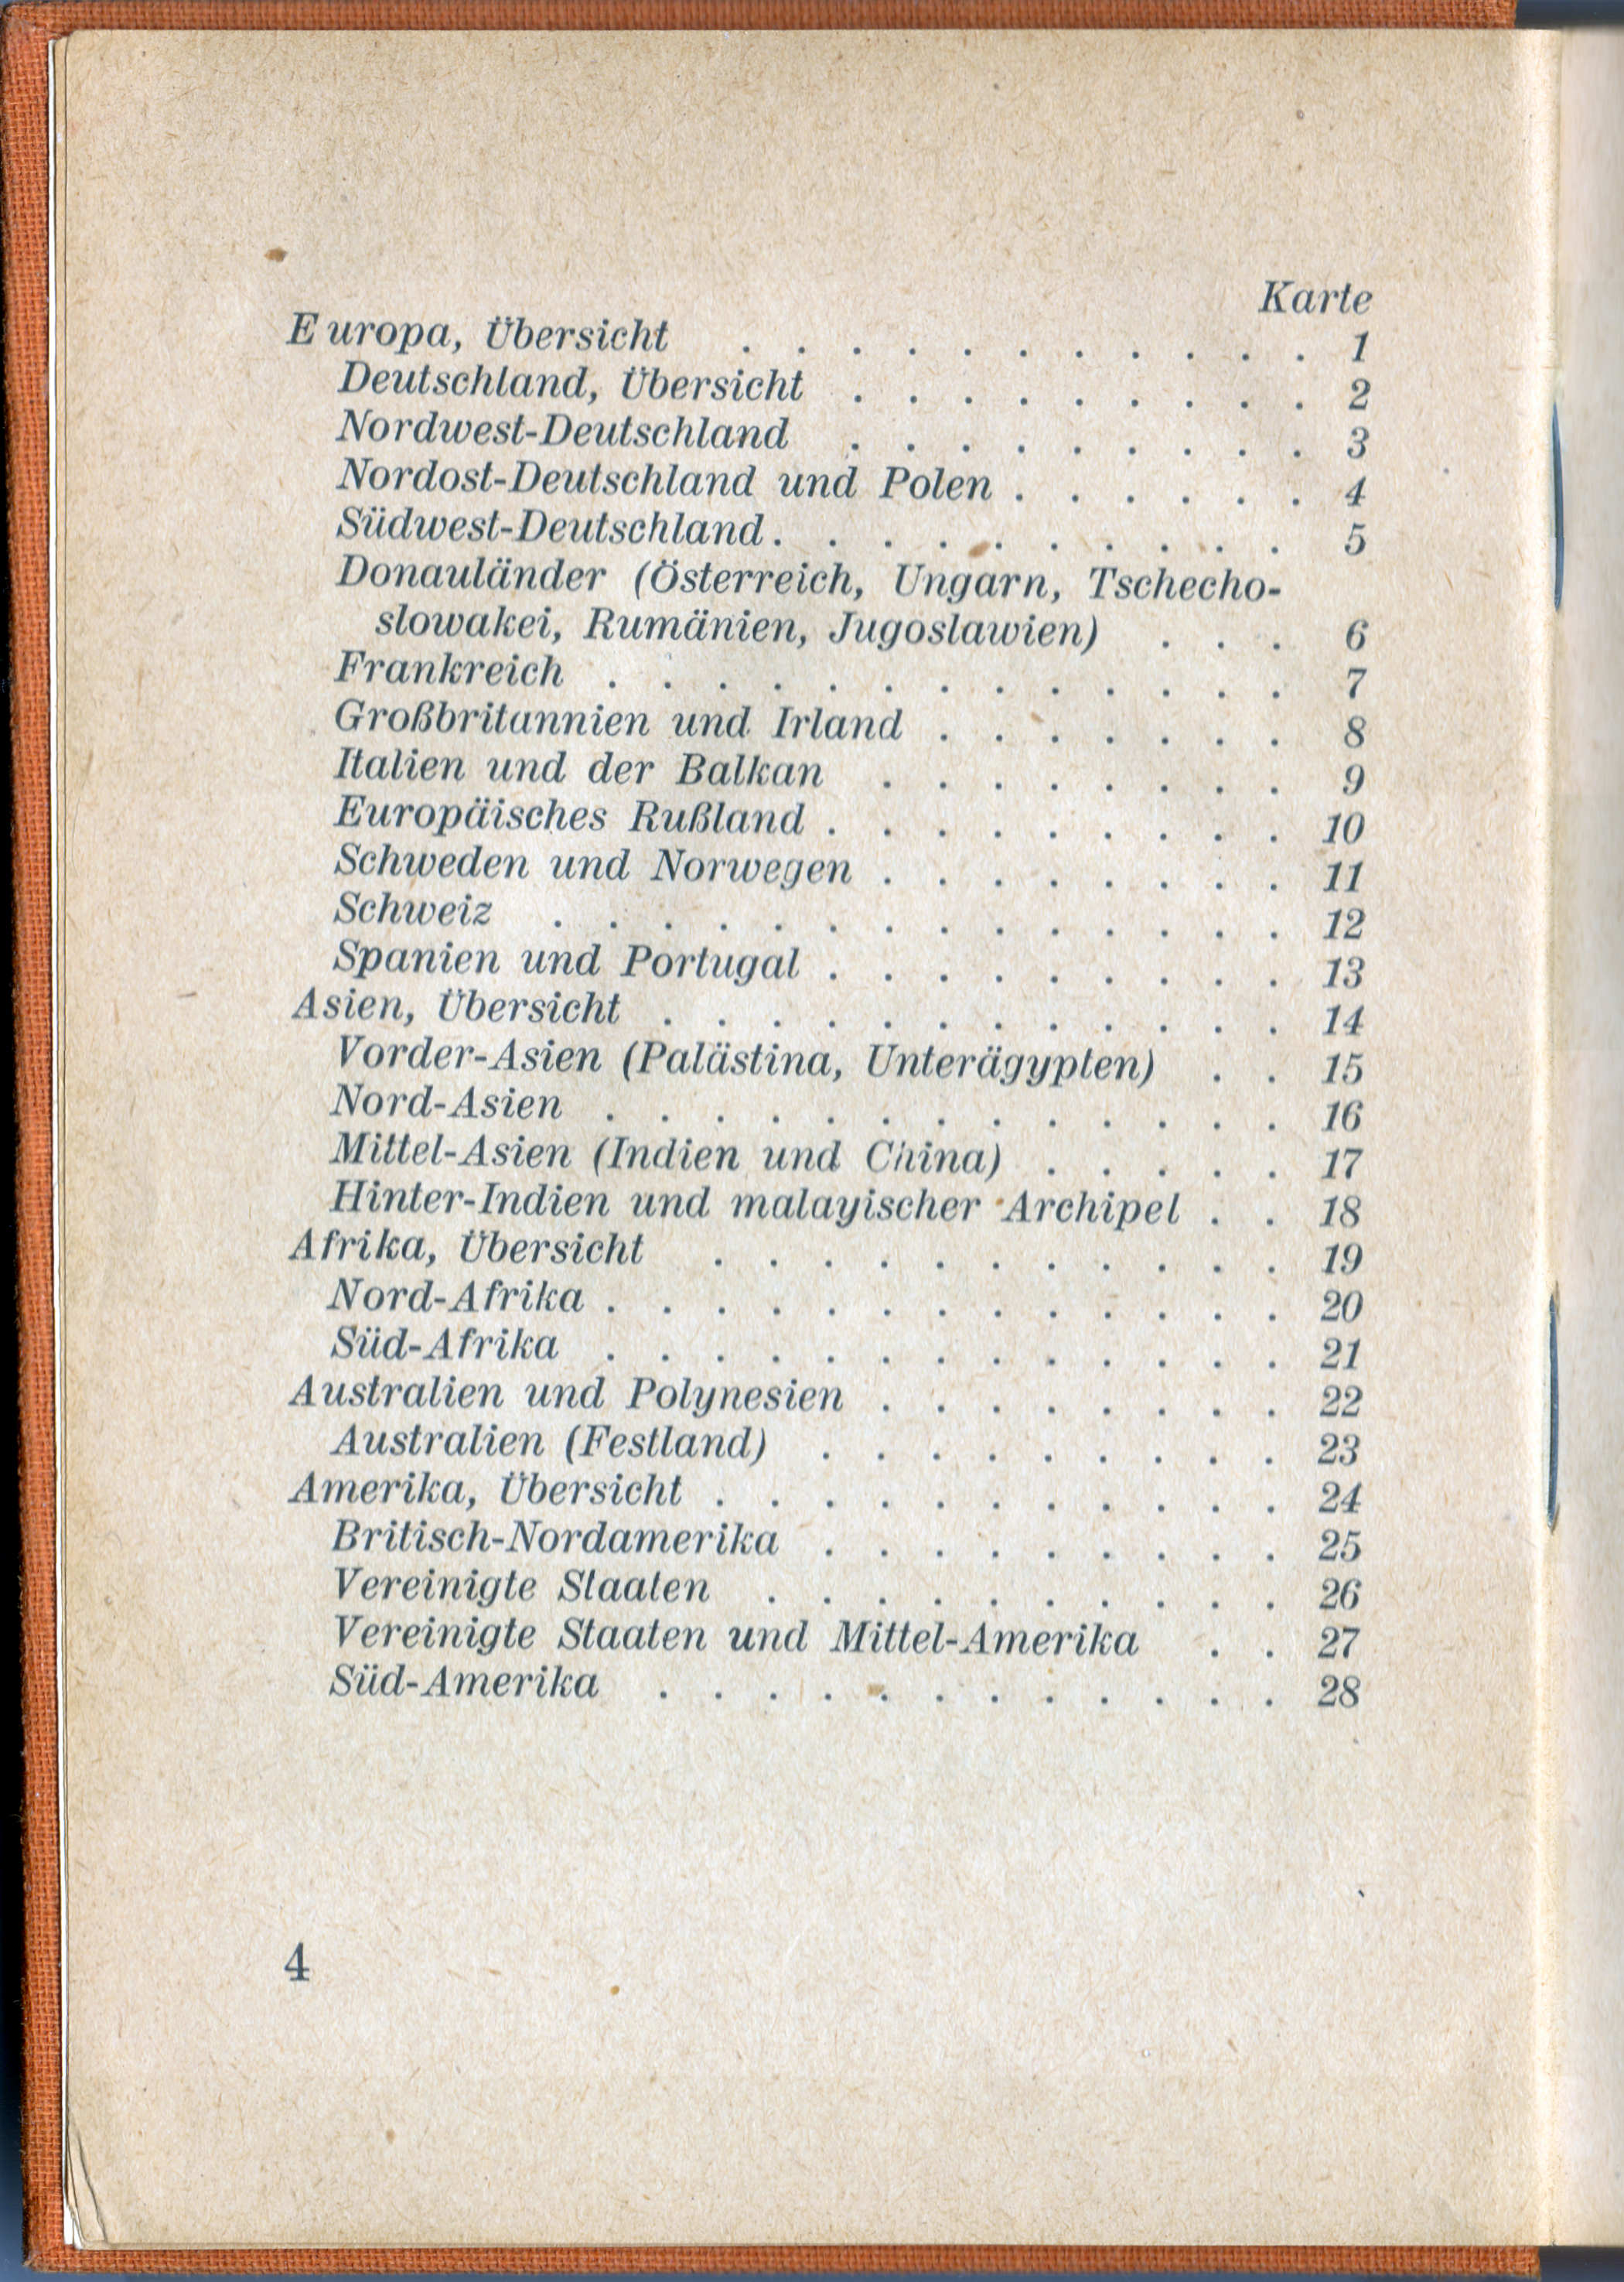 Karte
Europa, Übersicht . . . . . . . . . . . 1
Deutschland, Übersicht . . . . . . . . . 2
Nordwest-Deutschland . . . . . . . . . 3
Nordost-Deutschland und Polen . . . . . . 4
Südwest-Deutschland . . . . . . . . . . 5
Donauländer (Österreich, Ungarn, Tschecho-
slowakei, Rumänien, Jugoslawien) . . . 6
Frankreich . . . . . . . . . . . . . 7
Großbritannien und Irland . . . . . . . 8
Italien und der Balkan . . . . . . . . 9
Europäisches Rußland . . . . . . . . . 10
Schweden und Norwegen . . . . . . . . 11
Schweiz . . . . . . . . . . . . . . 12
Spanien und Portugal . . . . . . . . . 13
Asien, Übersicht . . . . . . . . . . . . 14
Vorder-Asien (Palästina, Unterägypten) . . 15
Nord-Asien . . . . . . . . . . . . . 16
Mittel-Asien (Indien und China) . . . . . 17
Hinter-Indien und malayischer Archipel . . 18
Afrika, Übersicht . . . . . . . . . . . 19
Nord-Afrika . . . . . . . . . . . . . 20
Süd-Afrika . . . . . . . . . . . . . 21
Australien und Polynesien . . . . . . . . 22
Australien (Festland) . . . . . . . . . 23
Amerika, Übersicht . . . . . . . . . . . 24
Britisch-Nordamerika . . . . . . . . . 25
Vereinigte Staaten . . . . . . . . . . 26
Vereinigte Staaten und Mittel-Amerika . . 27
Süd-Amerika . . . . . . . . . . . . 28
4